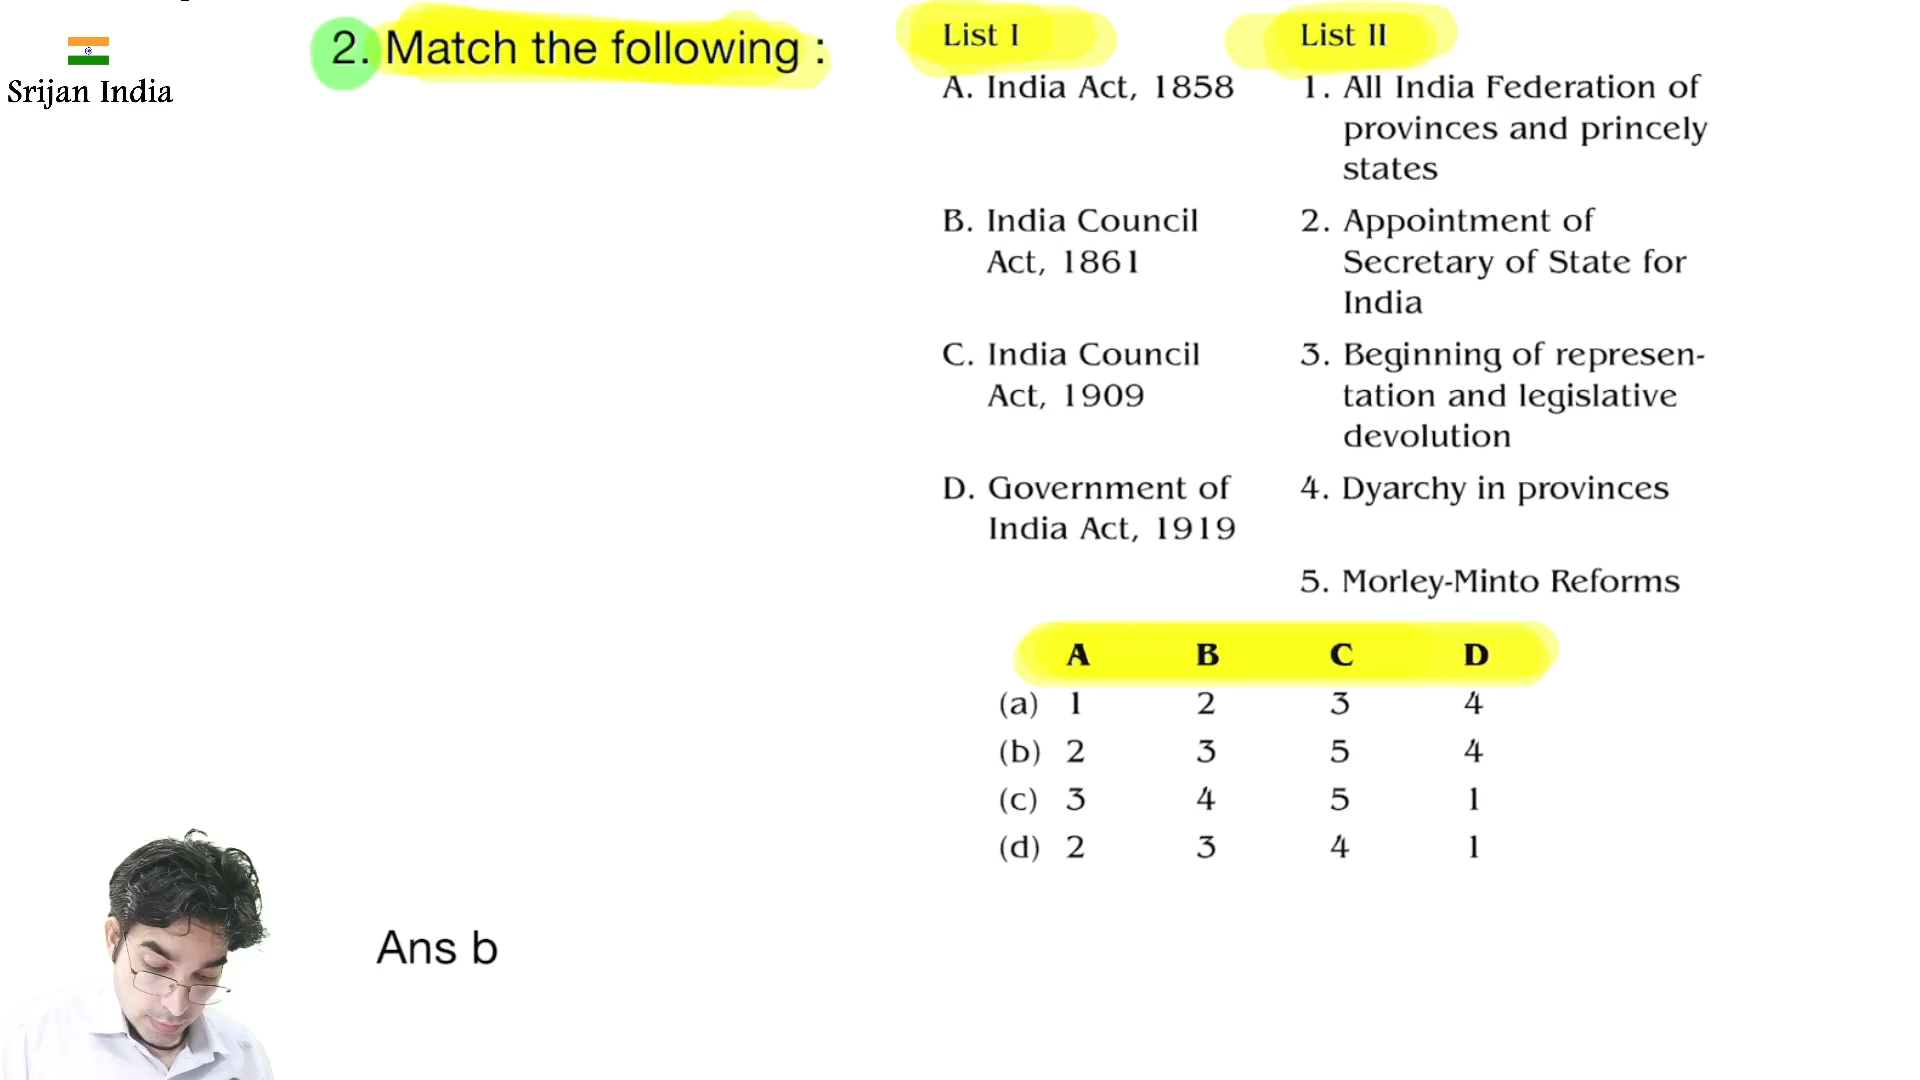 Srijan India
2. Match the following :
List I List II
A. India Act, 1858 1. All India Federation of
provinces and princely
states
B. India Council 2. Appointment of
Act, 1861 Secretary of State for
India
C. India Council 3. Beginning of represen-
Act, 1909 tation and legislative
devolution
D. Government of 4. Dyarchy in provinces
India Act, 1919
5. Morley-Minto Reforms
A B C D
(a) 1 2 3 4
(b) 2 3 5 4
(c) 3 4 5 1
(d) 2 3 4 1
Ans b